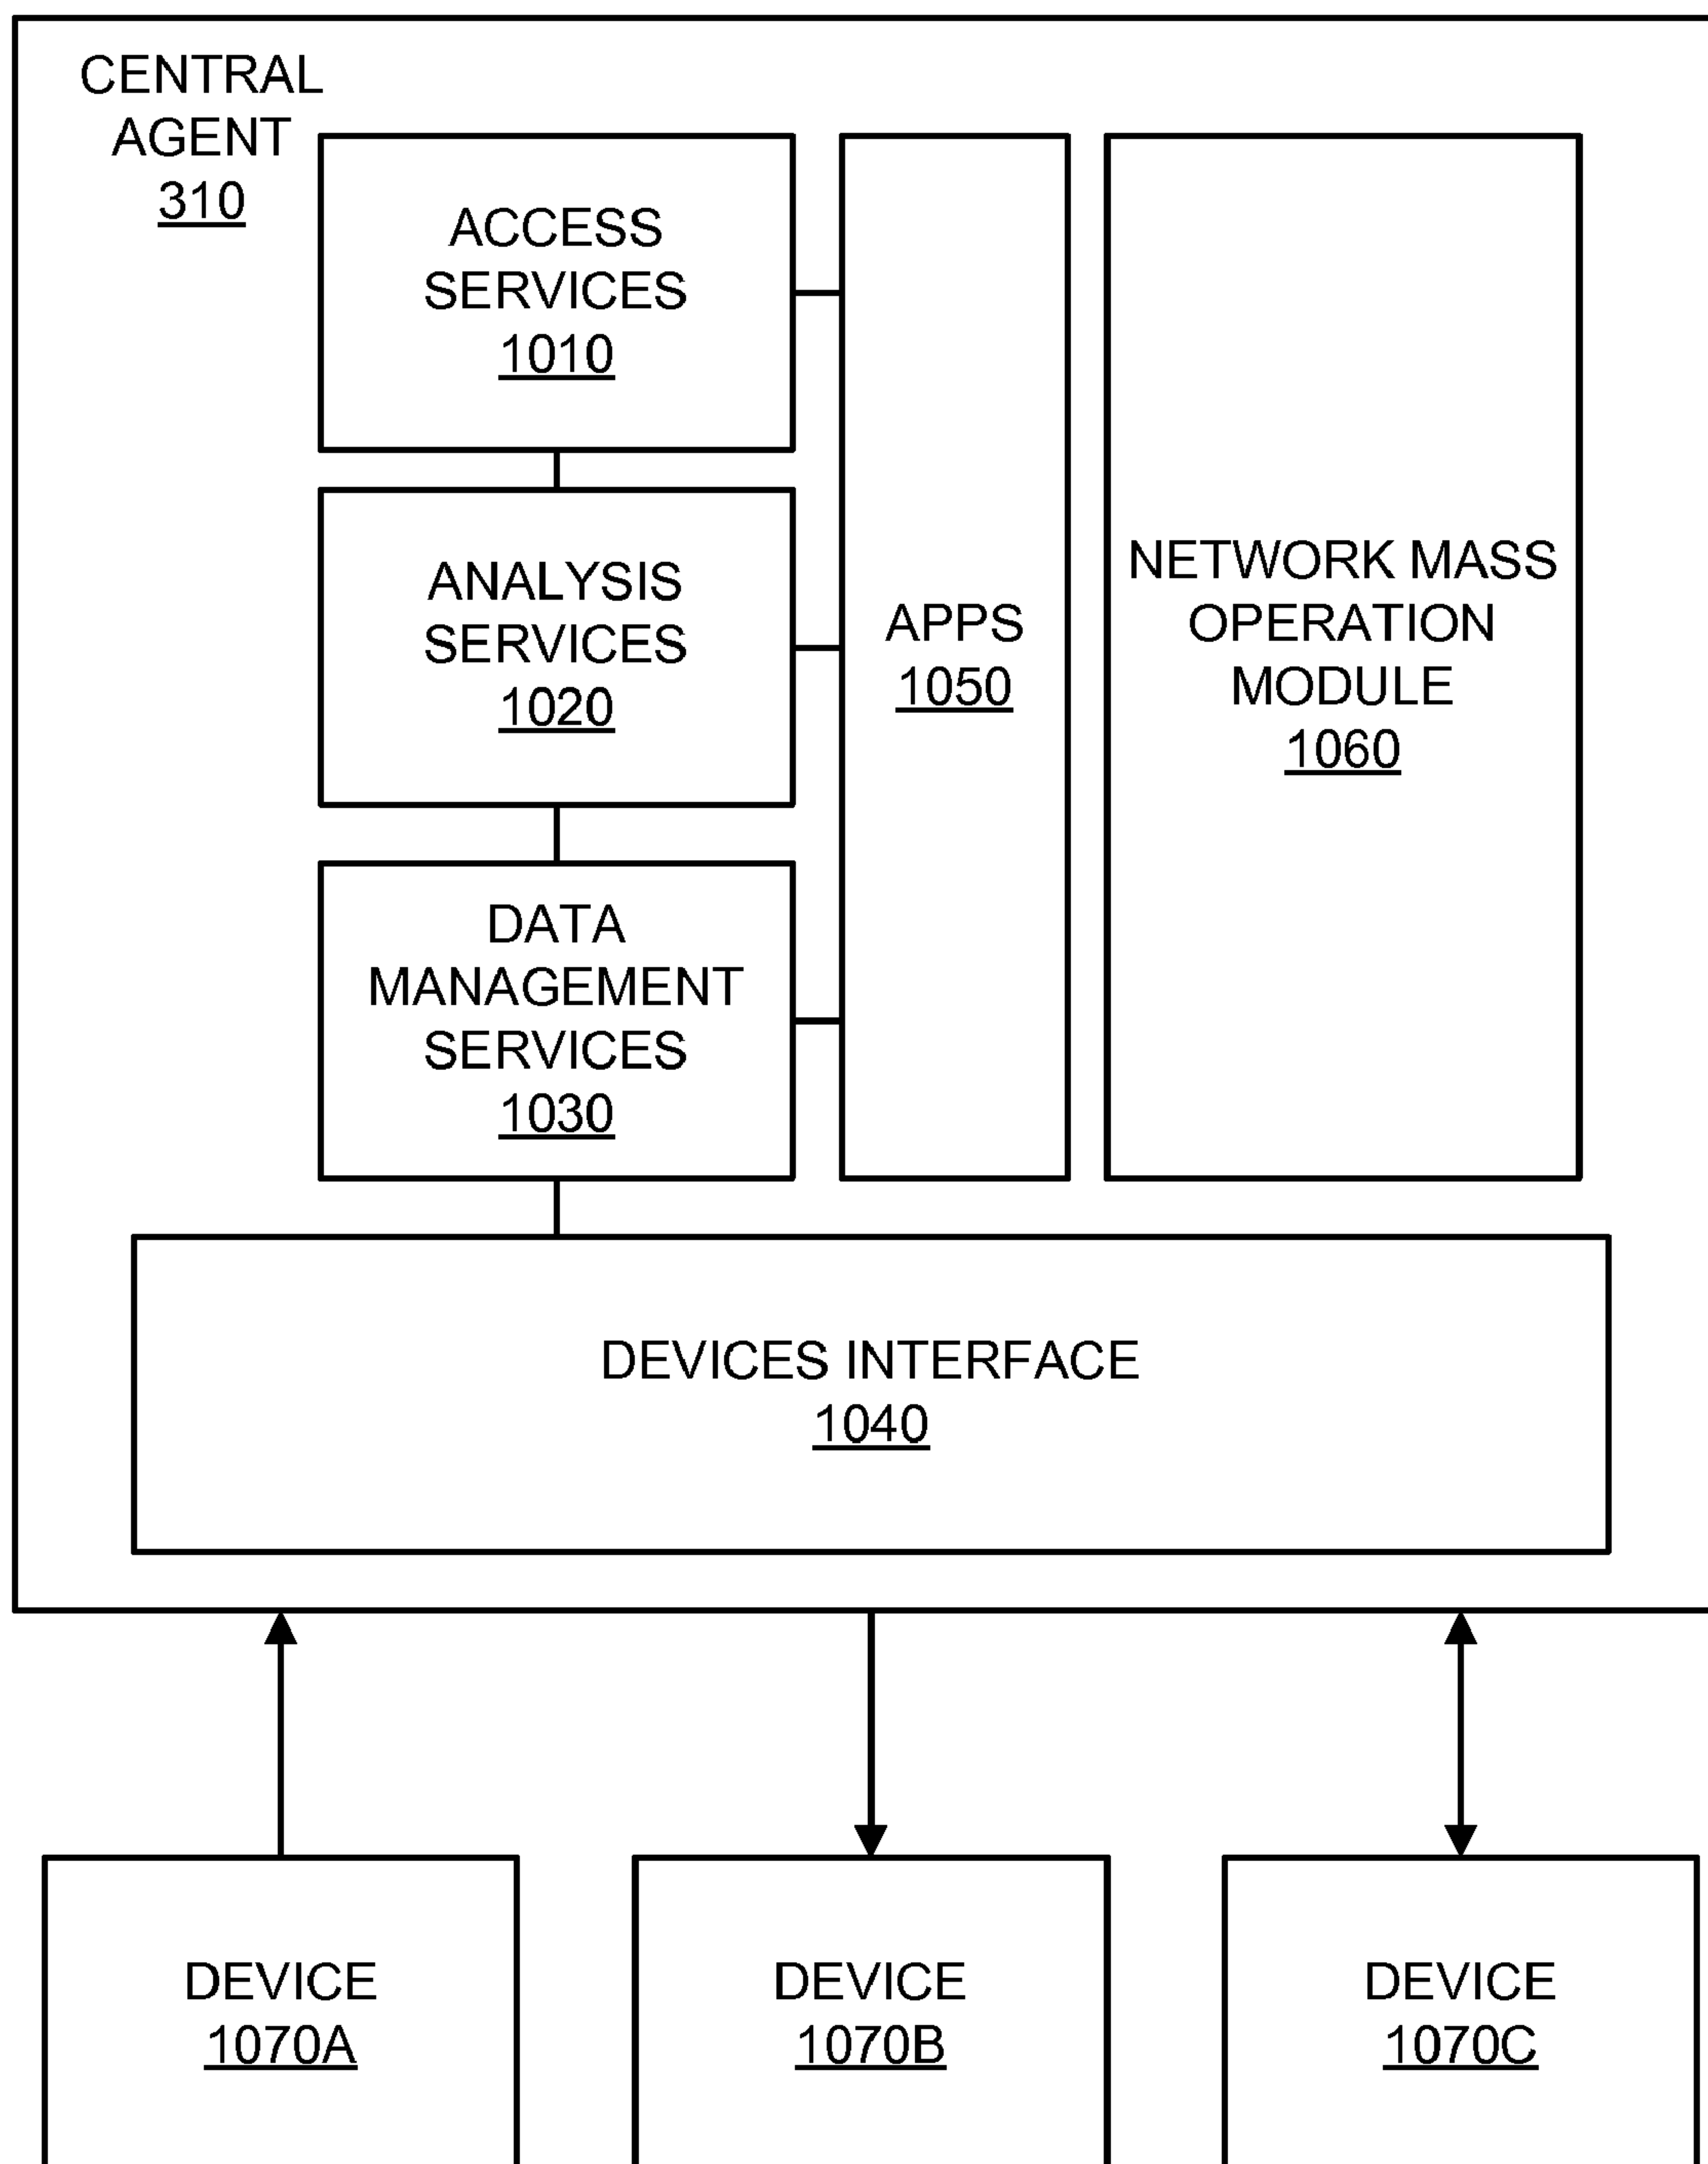 CENTRAL
AGENT
310
ACCESS
SERVICES
1010
ANALYSIS
SERVICES
1020
DATA
MANAGEMENT
SERVICES
1030
APPS
1050
NETWORK MASS
OPERATION
MODULE
1060
DEVICES INTERFACE
1040
DEVICE
1070A
DEVICE
1070B
DEVICE
1070C